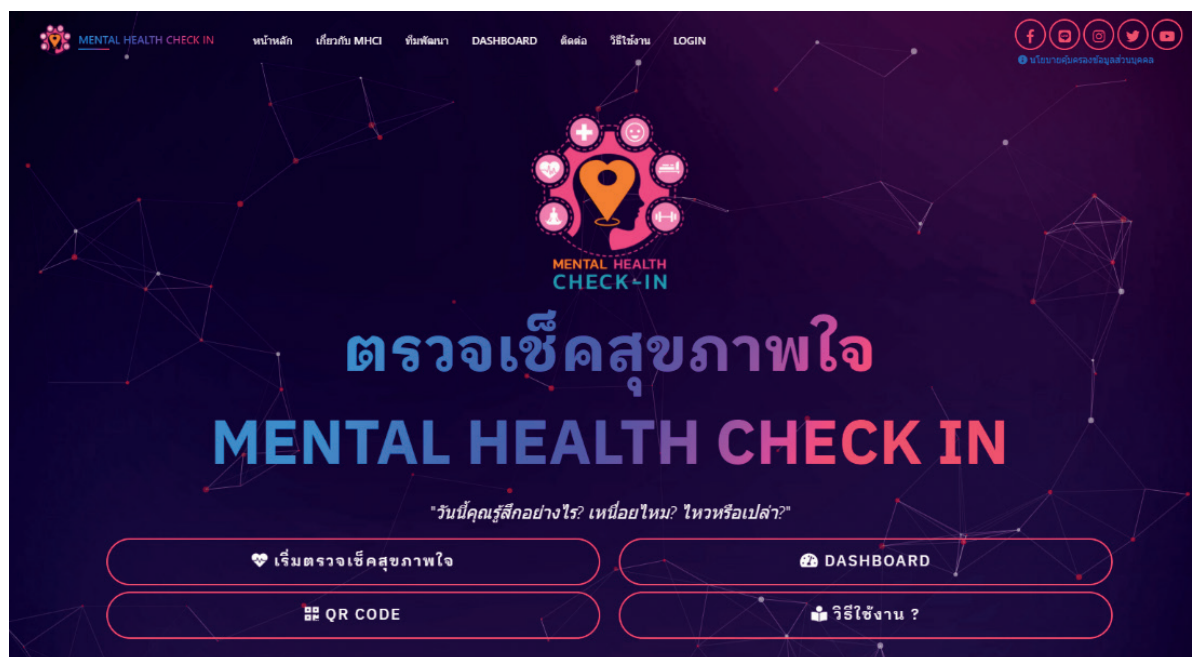 MENTAL HEALTH CHECK IN หน้าหลัก เกี่ยวกับ MHCI ทีมพัฒนา DASHBOARD ติดต่อ วิธีใช้งาน LOGIN
นโยบายคุ้มครองข้อมูลส่วนบุคคล
MENTAL HEALTH
CHECK-IN
ตรวจเช็คสุขภาพใจ
MENTAL HEALTH CHECK IN
"วันนี้คุณรู้สึกอย่างไร? เหนื่อยไหม? ไหวหรือเปล่า?"
เริ่มตรวจเช็คสุขภาพใจ DASHBOARD
QR CODE วิธีใช้งาน ?